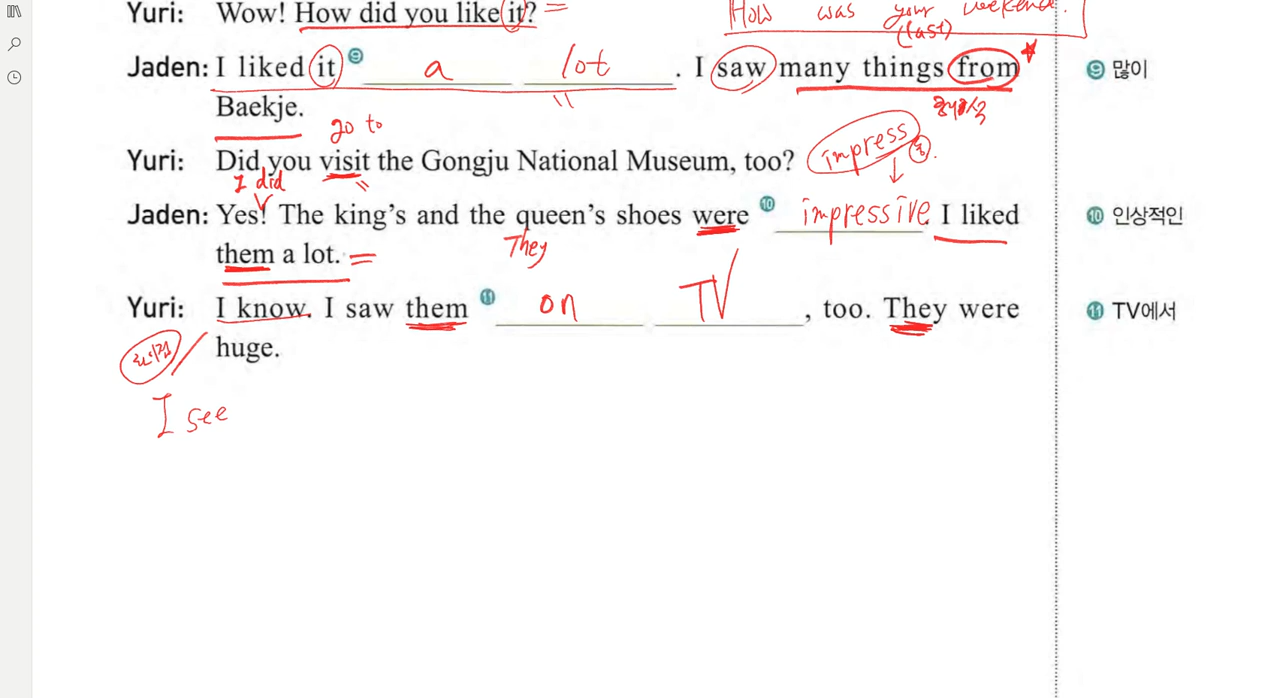 How was your weekend?
(last)
Yuri: Wow! How did you like it? =
Jaden: I liked it ⑨ a lot. I saw many things from ⑨ 많이
Baekje.
go to
impress
Yuri: Did you visit the Gongju National Museum, too?
I did
Jaden: Yes! The king's and the queen's shoes were ⑩ impressive. I liked ⑩ 인상적인
They
them a lot. =
Yuri: I know. I saw them ⑪ on TV, too. They were ⑪ TV에서
huge.
I see